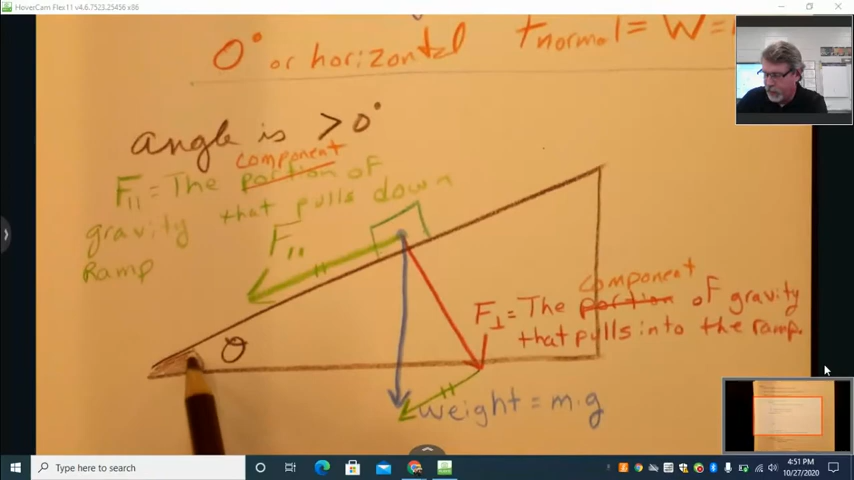 HoverCam Flex11 v4.6.7523.25456 x86
0° or horizontal
Fnormal = W =
angle is > 0°
component
F|| = The portion oF
gravity that pulls down
Ramp
F||
component
F⊥ = The portion oF gravity
that pulls into the ramp.
θ
weight = m·g
Type here to search
4:51 PM
10/27/2020